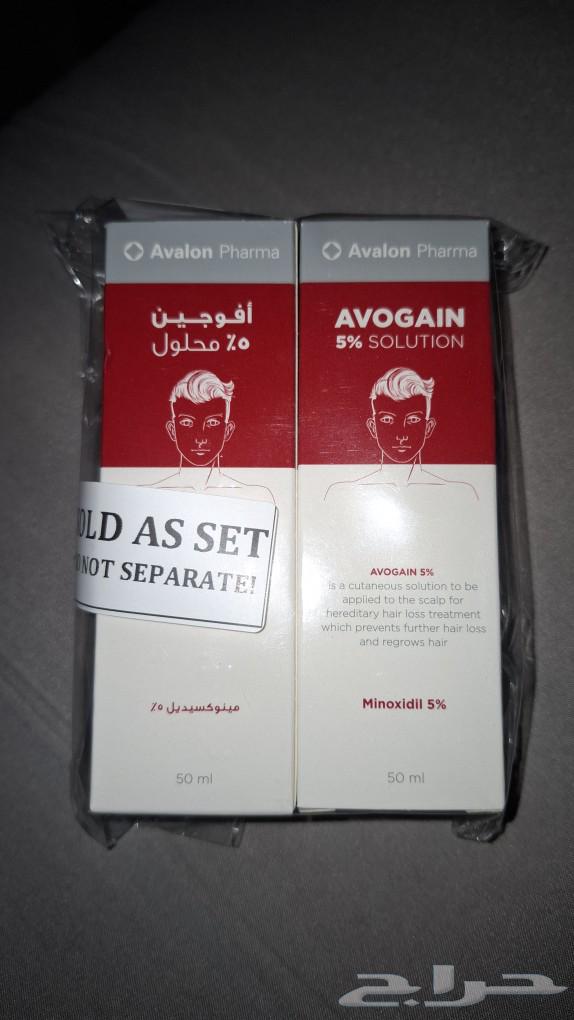 Avalon Pharma
أفوجين
٥٪ محلول
OLD AS SET
NOT SEPARATE!
مينوكسيديل ٥٪
50 ml
Avalon Pharma
AVOGAIN
5% SOLUTION
AVOGAIN 5%
is a cutaneous solution to be
applied to the scalp for
hereditary hair loss treatment
which prevents further hair loss
and regrows hair
Minoxidil 5%
50 ml
حراج